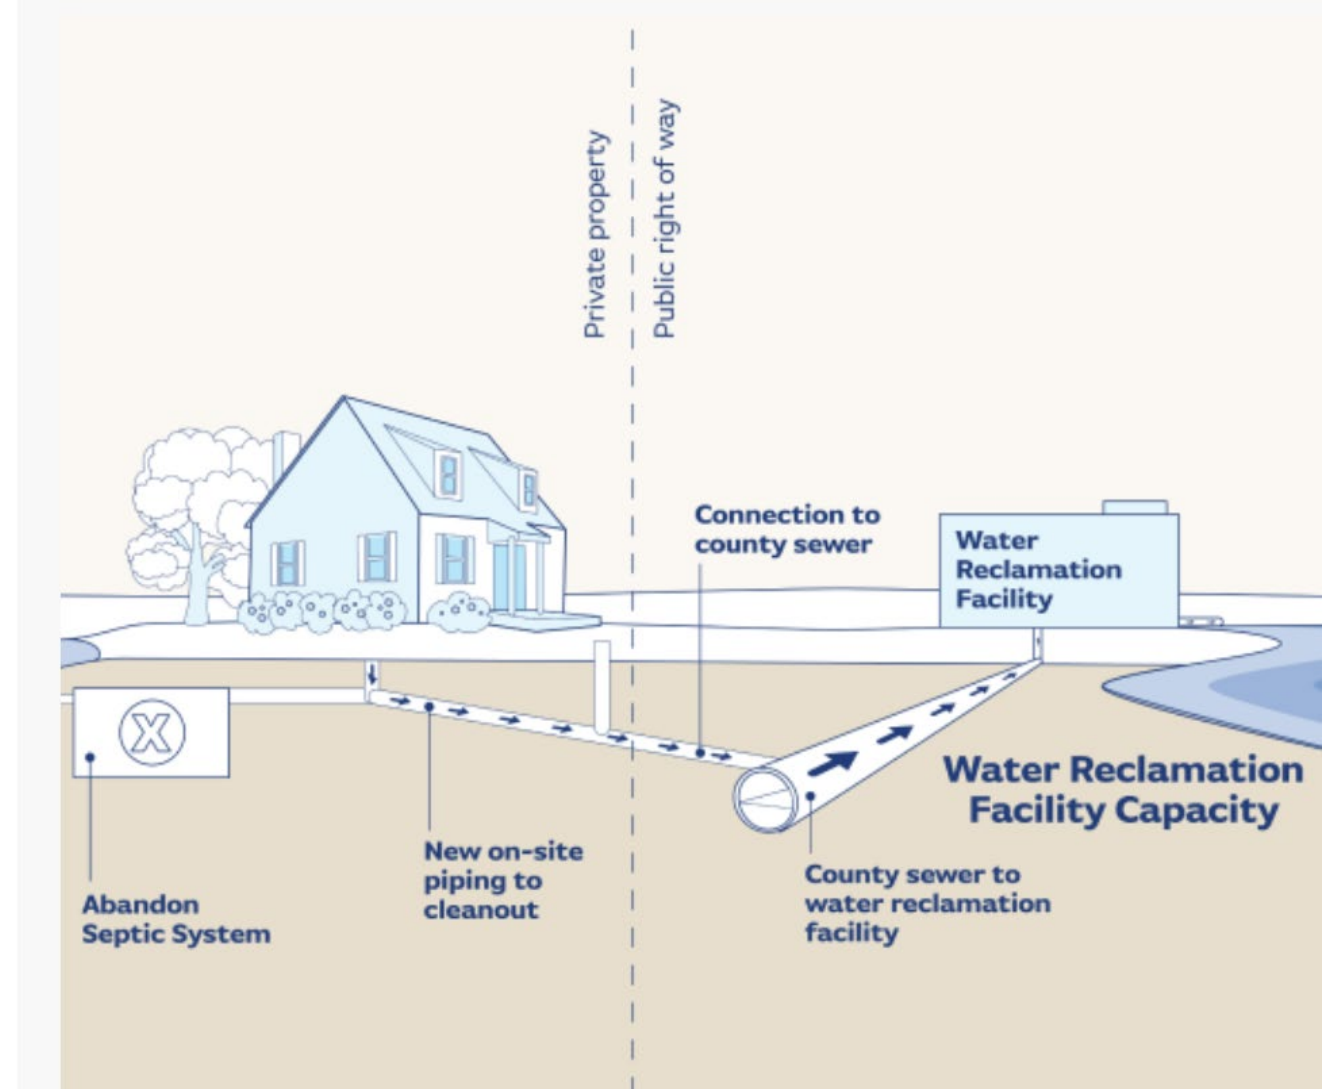 Private property
Public right of way
Connection to
county sewer
Water
Reclamation
Facility
X
Water Reclamation
Facility Capacity
New on-site
piping to
cleanout
County sewer to
water reclamation
facility
Abandon
Septic System